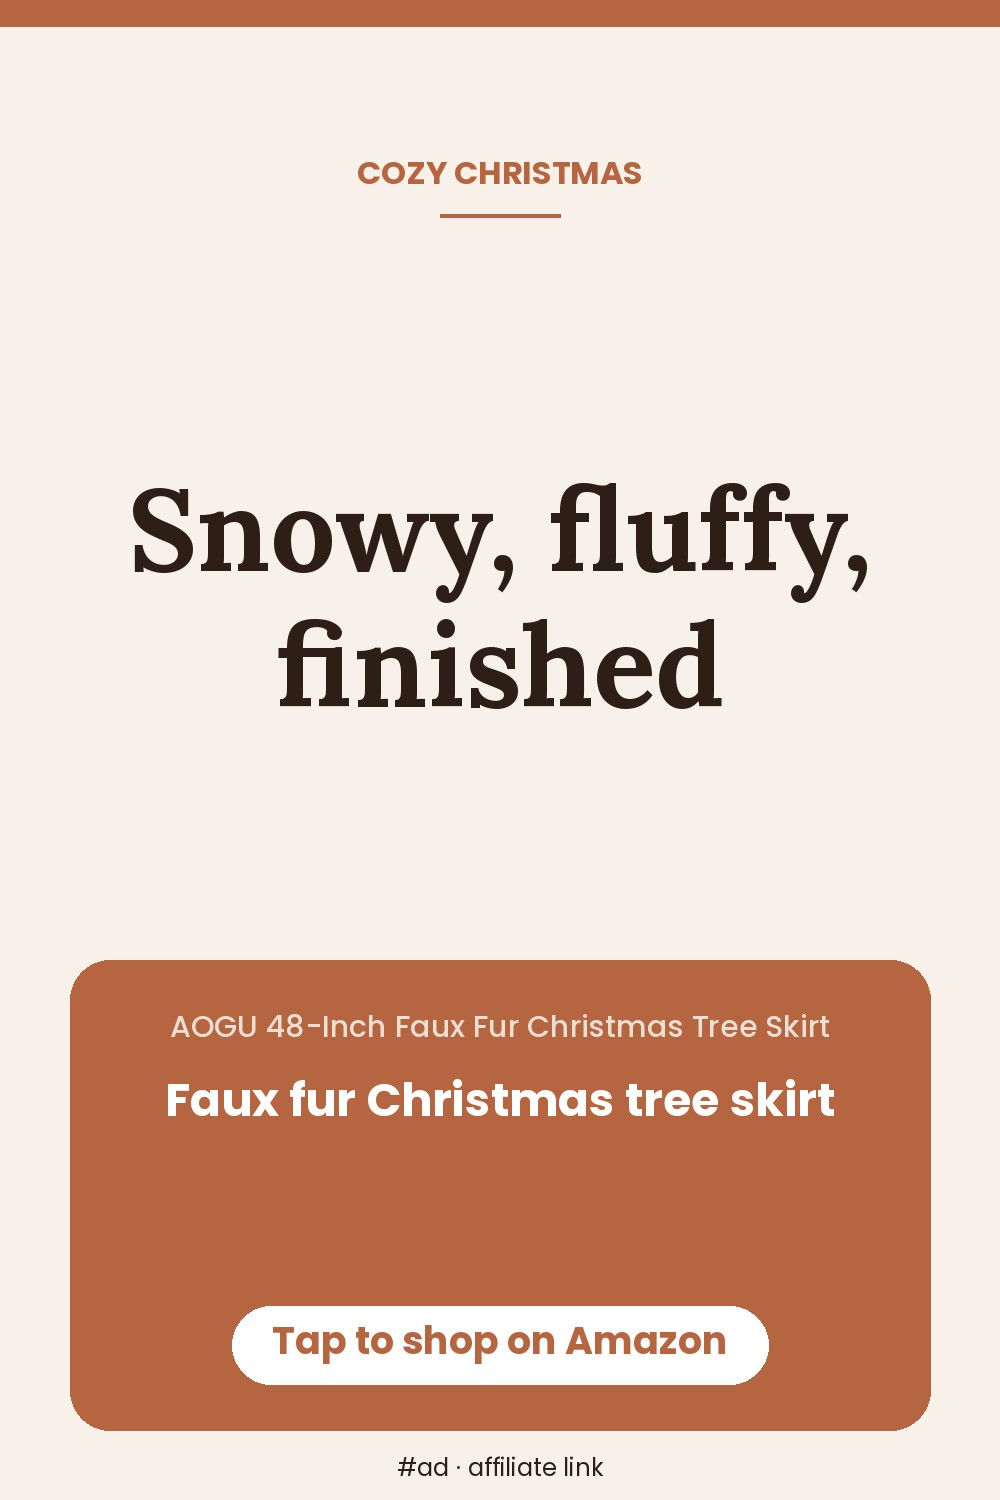 COZY CHRISTMAS
Snowy, fluffy,
finished
AOGU 48-Inch Faux Fur Christmas Tree Skirt
Faux fur Christmas tree skirt
Tap to shop on Amazon
#ad · affiliate link